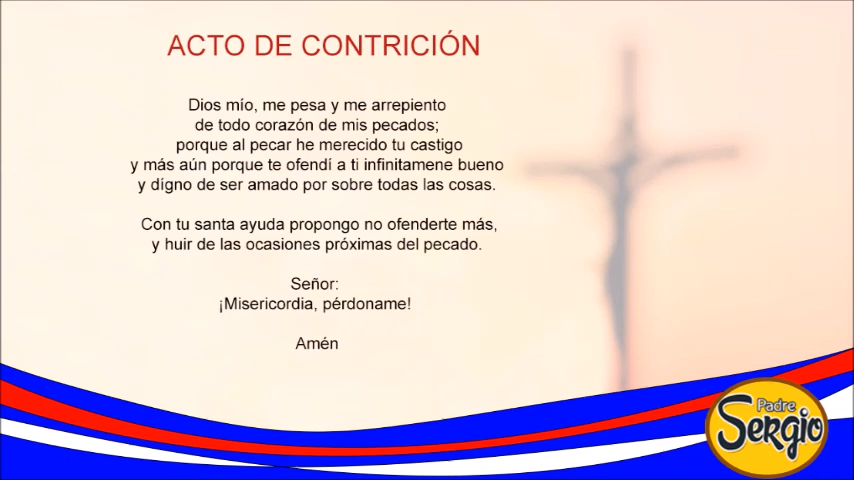 ACTO DE CONTRICIÓN
Dios mío, me pesa y me arrepiento
de todo corazón de mis pecados;
porque al pecar he merecido tu castigo
y más aún porque te ofendí a ti infinitamene bueno
y dígno de ser amado por sobre todas las cosas.
Con tu santa ayuda propongo no ofenderte más,
y huir de las ocasiones próximas del pecado.
Señor:
¡Misericordia, pérdoname!
Amén
Padre
Sergio